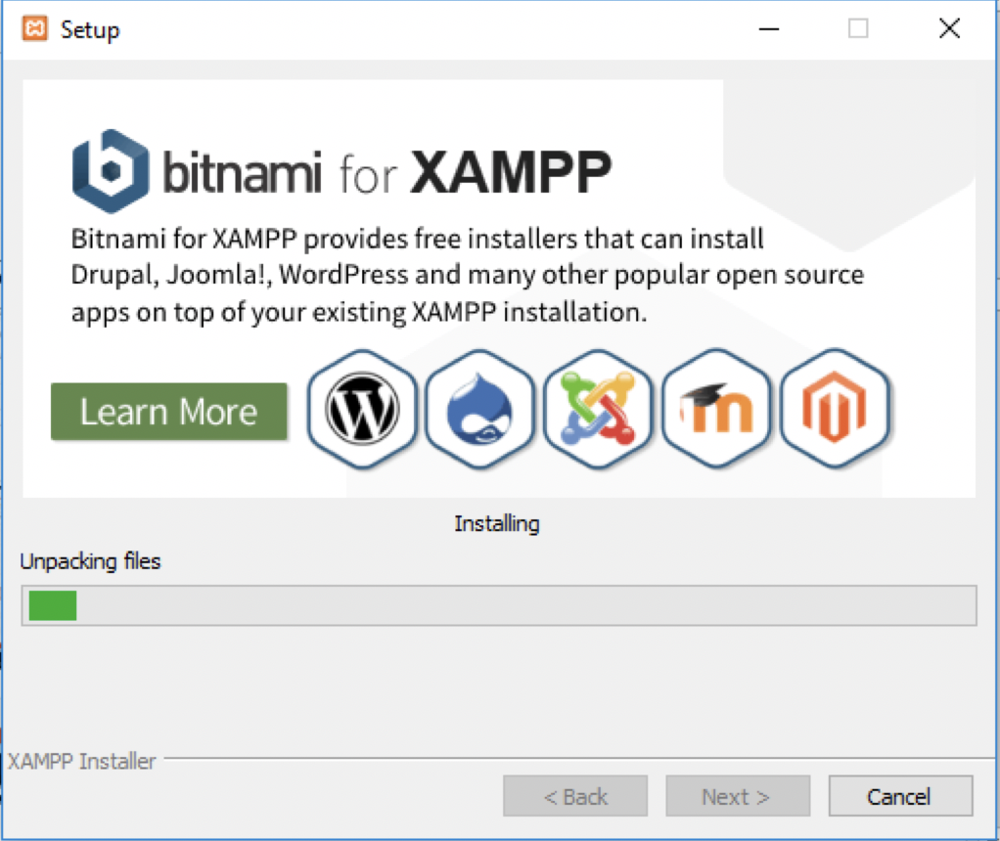 Setup
bitnami for XAMPP
Bitnami for XAMPP provides free installers that can install
Drupal, Joomla!, WordPress and many other popular open source
apps on top of your existing XAMPP installation.
Learn More
Installing
Unpacking files
XAMPP Installer
< Back
Next >
Cancel